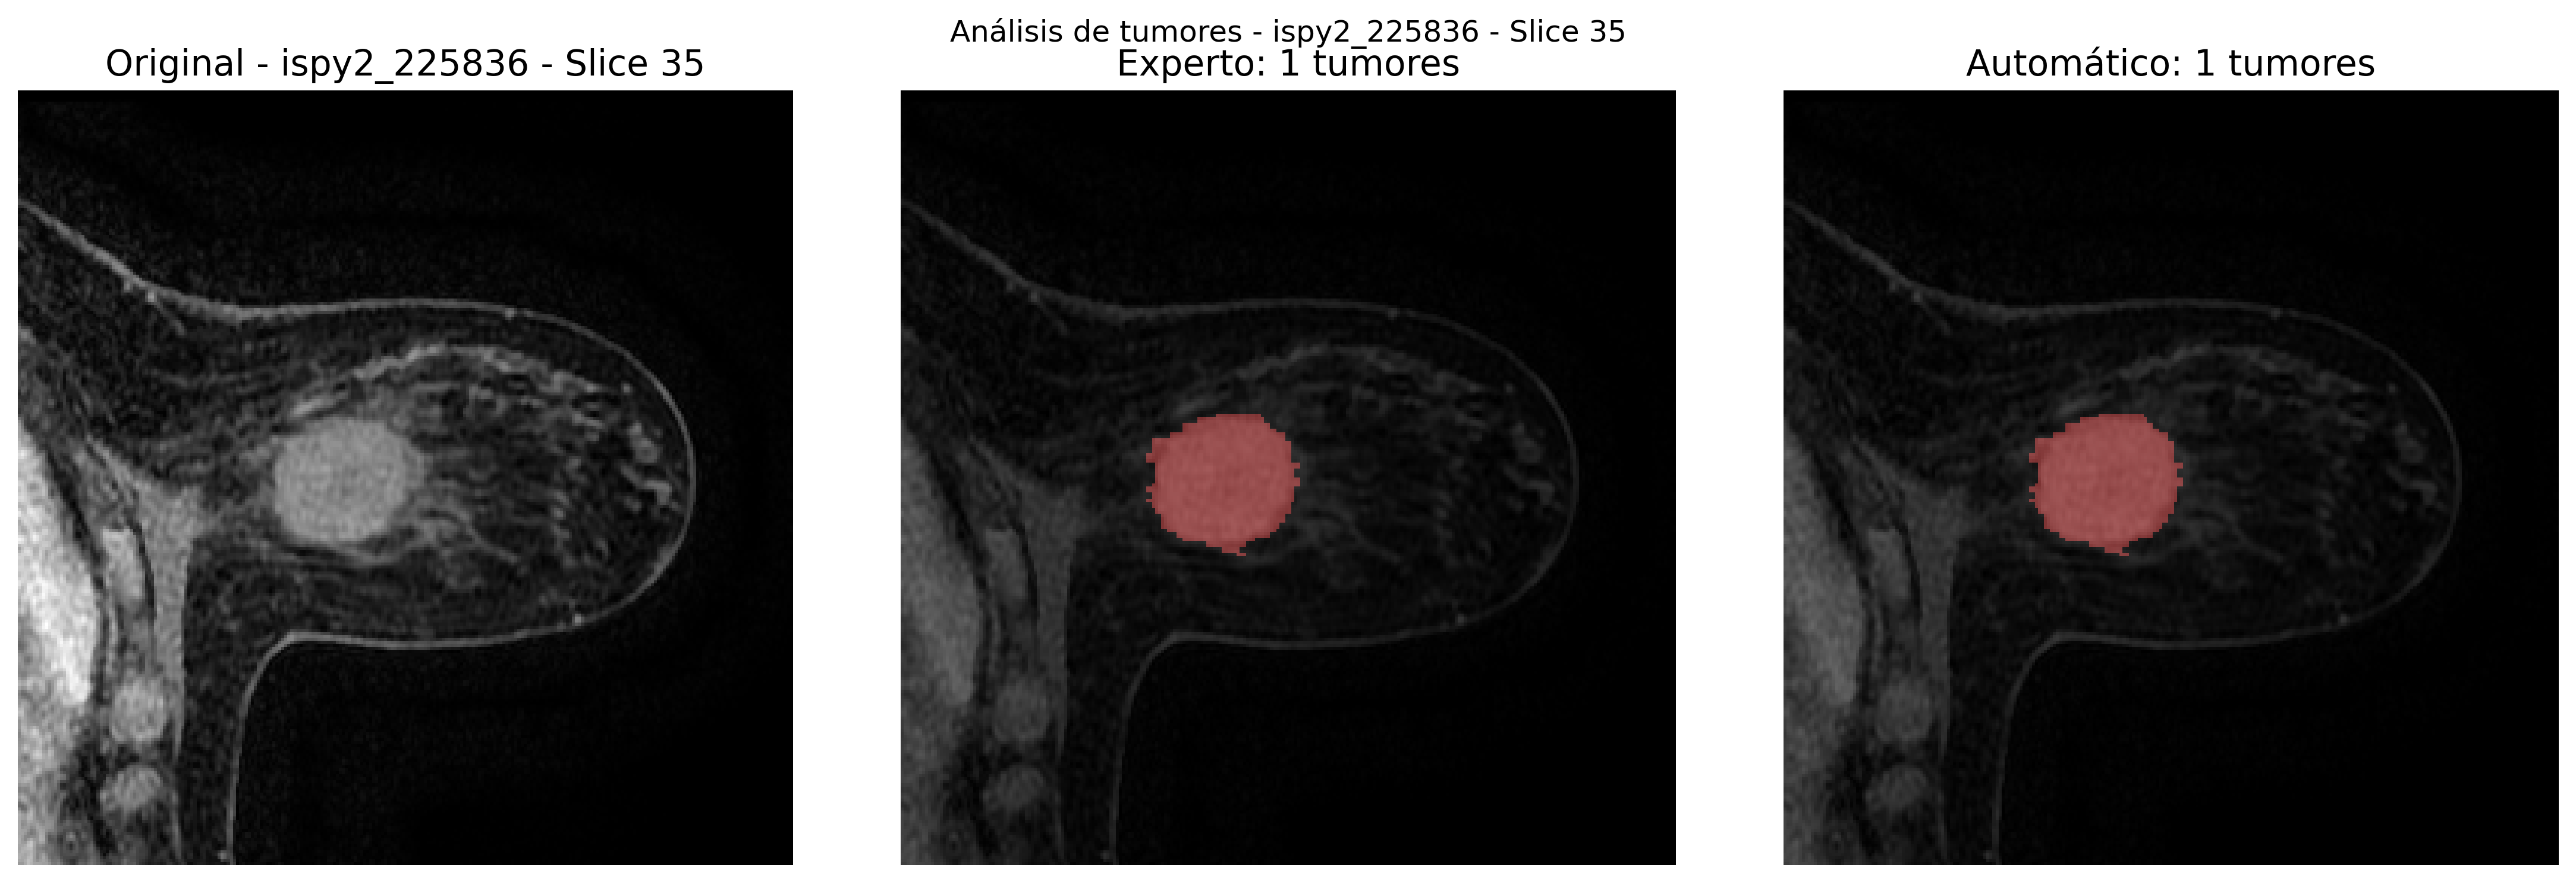 Análisis de tumores - ispy2_225836 - Slice 35
Original - ispy2_225836 - Slice 35
Experto: 1 tumores
Automático: 1 tumores